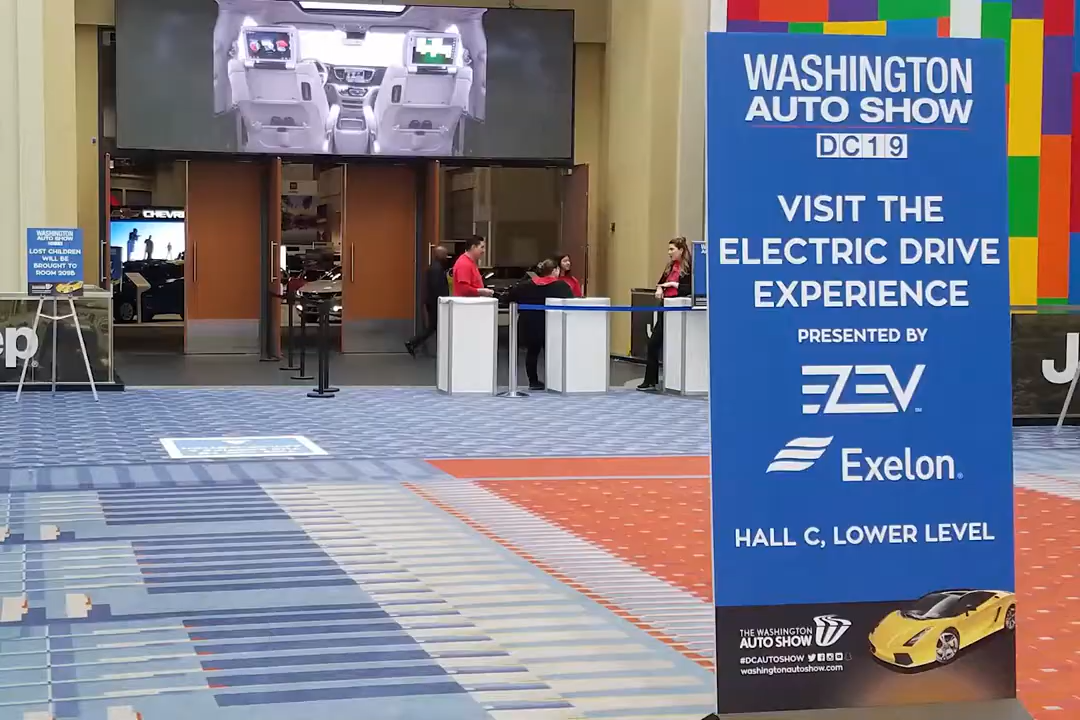 WASHINGTON
AUTO SHOW
DC19
VISIT THE
ELECTRIC DRIVE
EXPERIENCE
PRESENTED BY
EZEV
Exelon
HALL C, LOWER LEVEL
THE WASHINGTON
AUTO SHOW
#DCAUTOSHOW
washingtonautoshow.com
CHEVR
WASHINGTON
AUTO SHOW
LOST CHILDREN
WILL BE
BROUGHT TO
ROOM 209B
ep
J